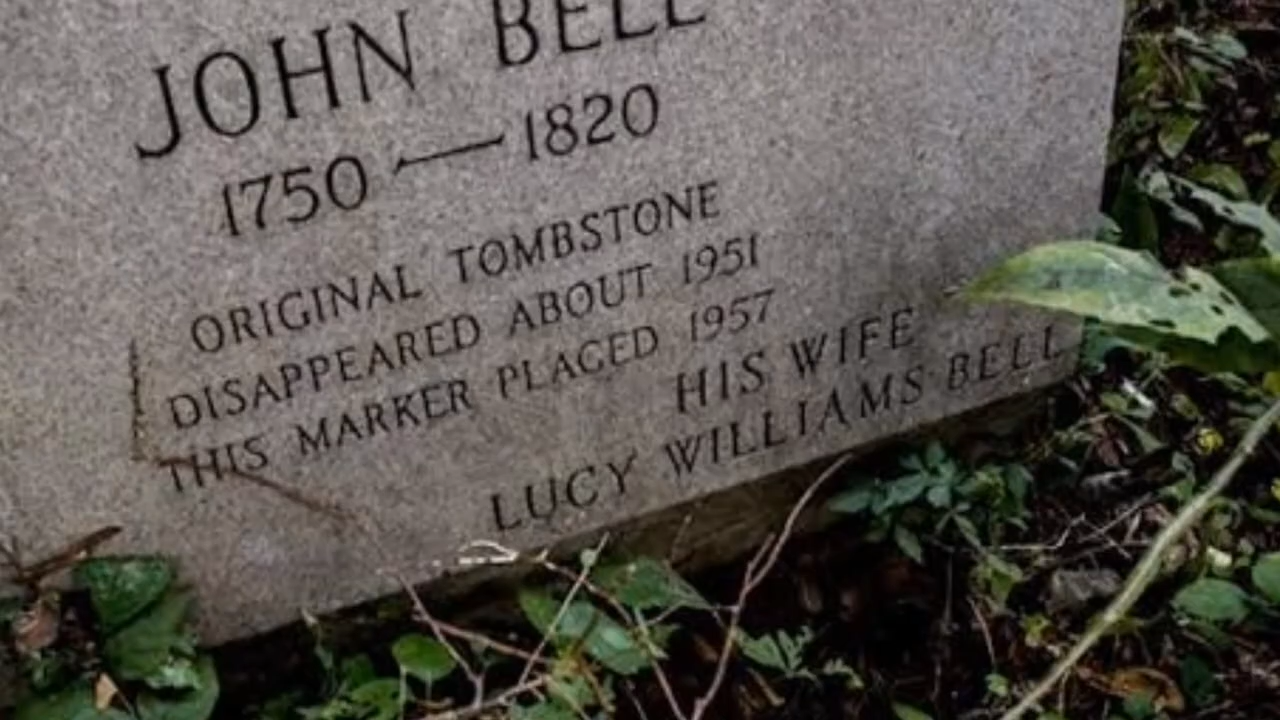 JOHN BELL
1750 — 1820
ORIGINAL TOMBSTONE
DISAPPEARED ABOUT 1951
THIS MARKER PLACED 1957
HIS WIFE
LUCY WILLIAMS BELL